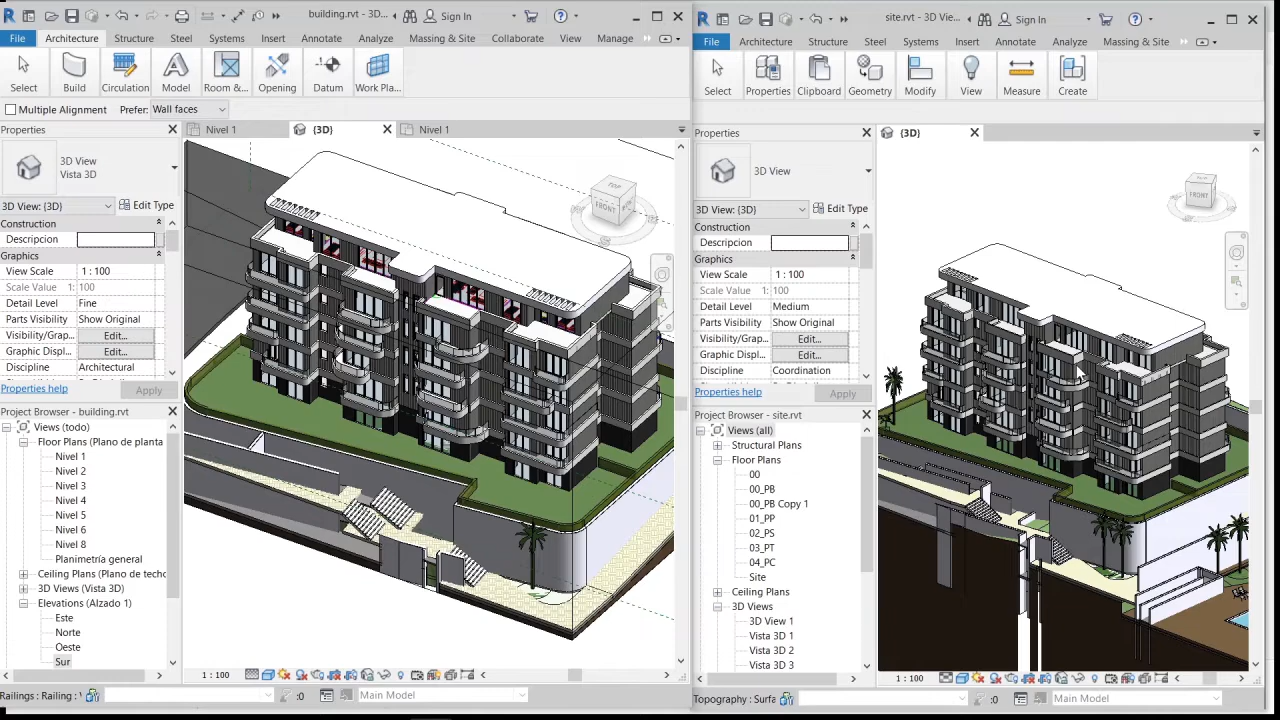 building.rvt - 3D...
Sign In
File
Architecture
Structure
Steel
Systems
Insert
Annotate
Analyze
Massing & Site
Collaborate
View
Manage
Select
Build
Circulation
Model
Room &...
Opening
Datum
Work Pla...
Multiple Alignment
Prefer:
Wall faces
Properties
3D View
Vista 3D
3D View: {3D}
Edit Type
Construction
Descripcion
Graphics
View Scale
1 : 100
Scale Value 1:
100
Detail Level
Fine
Parts Visibility
Show Original
Visibility/Grap...
Edit...
Graphic Displ...
Edit...
Discipline
Architectural
Properties help
Apply
Project Browser - building.rvt
Views (todo)
Floor Plans (Plano de planta
Nivel 1
Nivel 2
Nivel 3
Nivel 4
Nivel 5
Nivel 6
Nivel 8
Planimetría general
Ceiling Plans (Plano de techo
3D Views (Vista 3D)
Elevations (Alzado 1)
Este
Norte
Oeste
Sur
Nivel 1
{3D}
Nivel 1
TOP
FRONT
1 : 100
Railings : Railing :
:0
Main Model
site.rvt - 3D Vie...
Sign In
File
Architecture
Structure
Steel
Systems
Insert
Annotate
Analyze
Massing & Site
Select
Properties
Clipboard
Geometry
Modify
View
Measure
Create
Properties
3D View
3D View: {3D}
Edit Type
Construction
Descripcion
Graphics
View Scale
1 : 100
Scale Value 1:
100
Detail Level
Medium
Parts Visibility
Show Original
Visibility/Grap...
Edit...
Graphic Displ...
Edit...
Discipline
Coordination
Properties help
Apply
Project Browser - site.rvt
Views (all)
Structural Plans
Floor Plans
00
00_PB
00_PB Copy 1
01_PP
02_PS
03_PT
04_PC
Site
Ceiling Plans
3D Views
3D View 1
Vista 3D 1
Vista 3D 2
Vista 3D 3
{3D}
FRONT
1 : 100
Topography : Surfa
:0
Main Model